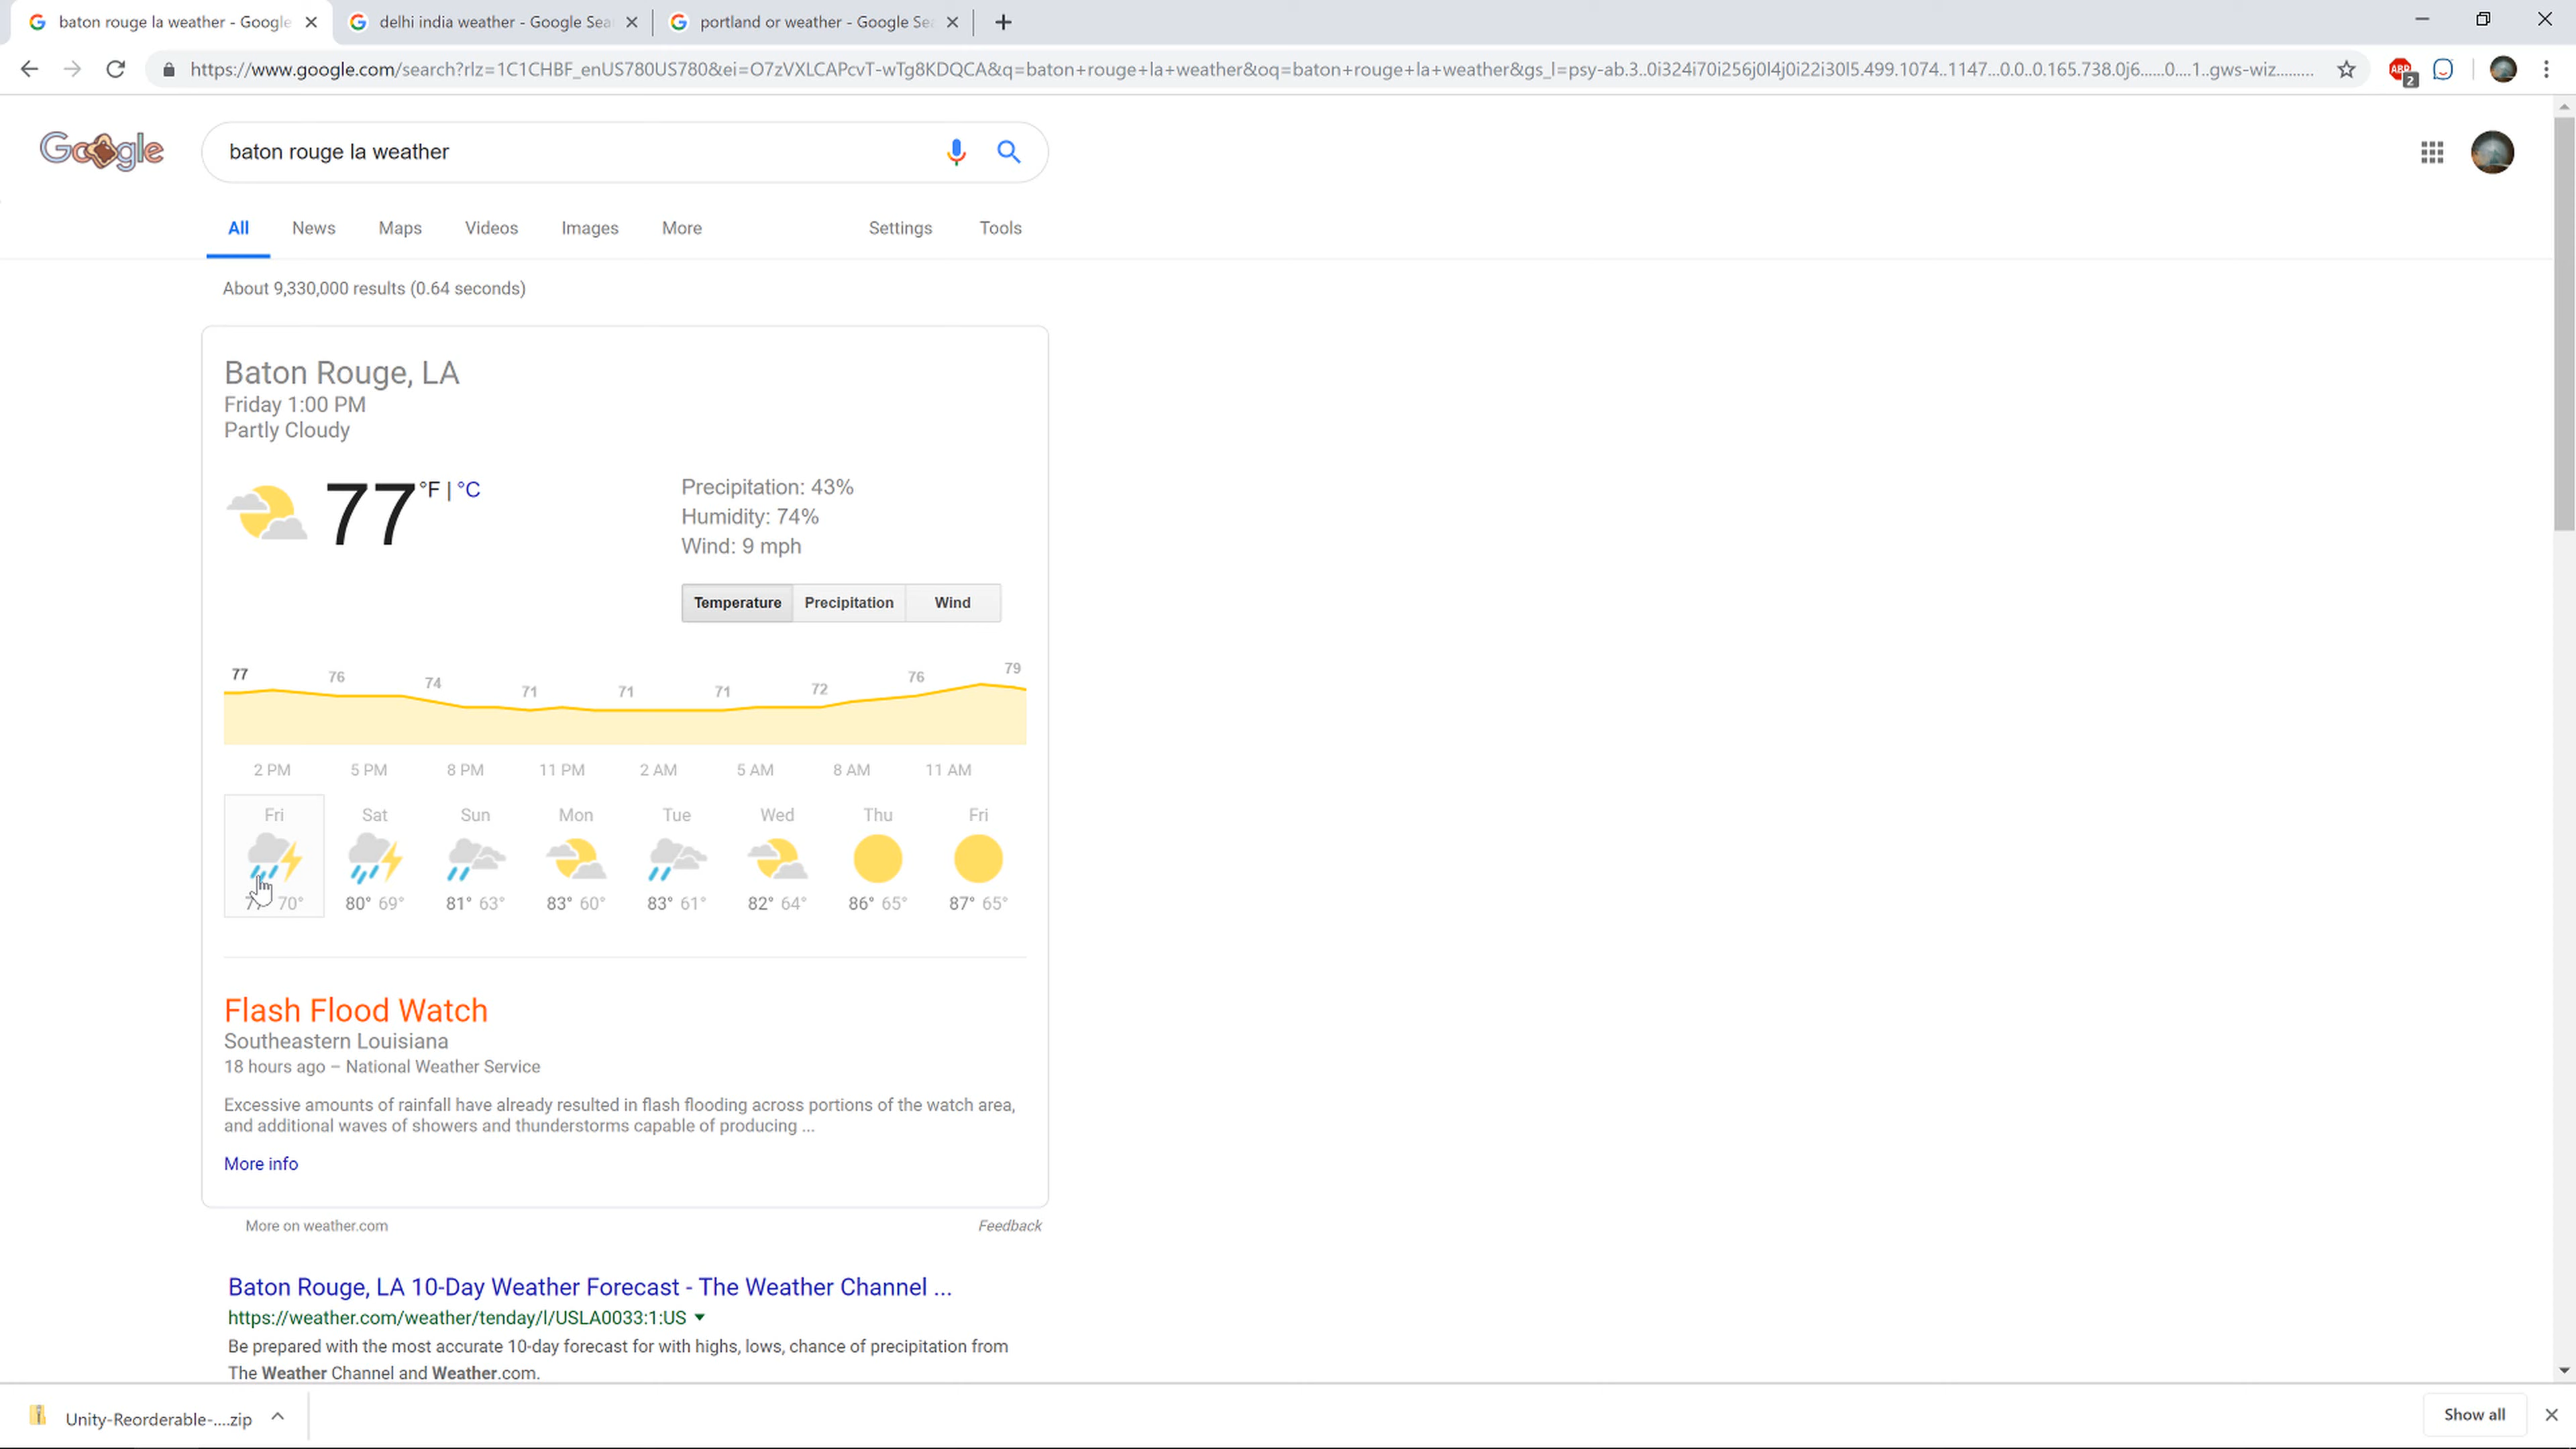 baton rouge la weather - Google
delhi india weather - Google Sea
portland or weather - Google Se
https://www.google.com/search?rlz=1C1CHBF_enUS780US780&ei=O7zVXLCAPcvT-wTg8KDQCA&q=baton+rouge+la+weather&oq=baton+rouge+la+weather&gs_l=psy-ab.3..0i324i70i256j0l4j0i22i30l5.499.1074..1147...0.0..0.165.738.0j6......0....1..gws-wiz.........
ABP
2
Google
baton rouge la weather
All News Maps Videos Images More Settings Tools
About 9,330,000 results (0.64 seconds)
Baton Rouge, LA
Friday 1:00 PM
Partly Cloudy
77 °F | °C
Precipitation: 43%
Humidity: 74%
Wind: 9 mph
Temperature Precipitation Wind
77 76 74 71 71 71 72 76 79
2 PM 5 PM 8 PM 11 PM 2 AM 5 AM 8 AM 11 AM
Fri Sat Sun Mon Tue Wed Thu Fri
70° 80° 69° 81° 63° 83° 60° 83° 61° 82° 64° 86° 65° 87° 65°
Flash Flood Watch
Southeastern Louisiana
18 hours ago – National Weather Service
Excessive amounts of rainfall have already resulted in flash flooding across portions of the watch area,
and additional waves of showers and thunderstorms capable of producing ...
More info
More on weather.com
Feedback
Baton Rouge, LA 10-Day Weather Forecast - The Weather Channel ...
https://weather.com/weather/tenday/l/USLA0033:1:US
Be prepared with the most accurate 10-day forecast for with highs, lows, chance of precipitation from
The Weather Channel and Weather.com.
Unity-Reorderable-....zip
Show all